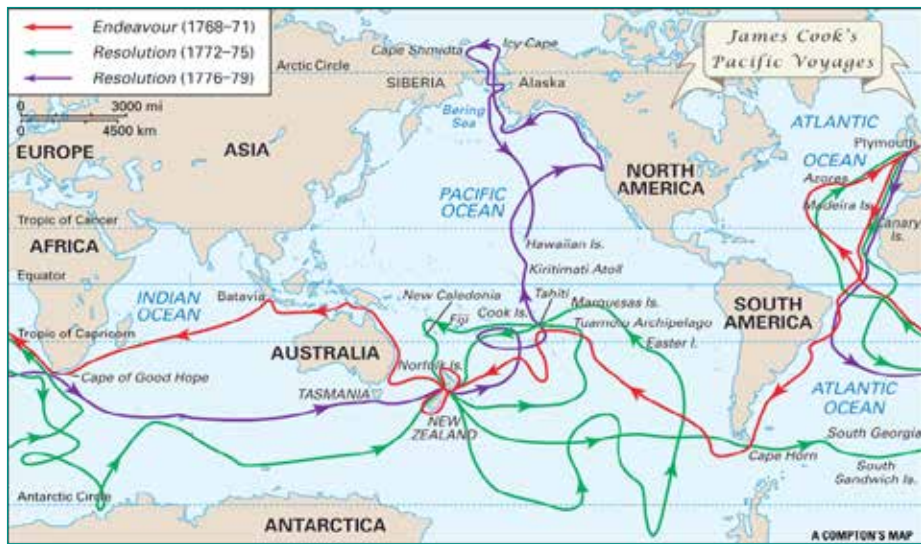 Endeavour (1768–71)
Resolution (1772–75)
Resolution (1776–79)
James Cook's
Pacific Voyages
Cape Shmidta
Icy Cape
Arctic Circle
SIBERIA
Alaska
0
3000 mi
0
4500 km
Bering
Sea
ATLANTIC
OCEAN
Plymouth
EUROPE
ASIA
NORTH
AMERICA
Azores
Madeira Is.
Canary
Is.
PACIFIC
OCEAN
Tropic of Cancer
AFRICA
Hawaiian Is.
Equator
Kiritimati Atoll
INDIAN
OCEAN
Batavia
New Caledonia
Fiji
Cook Is.
Tahiti
Marquesas Is.
Tuamotu Archipelago
Easter I.
SOUTH
AMERICA
Tropic of Capricorn
AUSTRALIA
Norfolk Is.
Cape of Good Hope
TASMANIA
NEW
ZEALAND
ATLANTIC
OCEAN
South Georgia
Cape Horn
South
Sandwich Is.
Antarctic Circle
ANTARCTICA
A COMPTON'S MAP